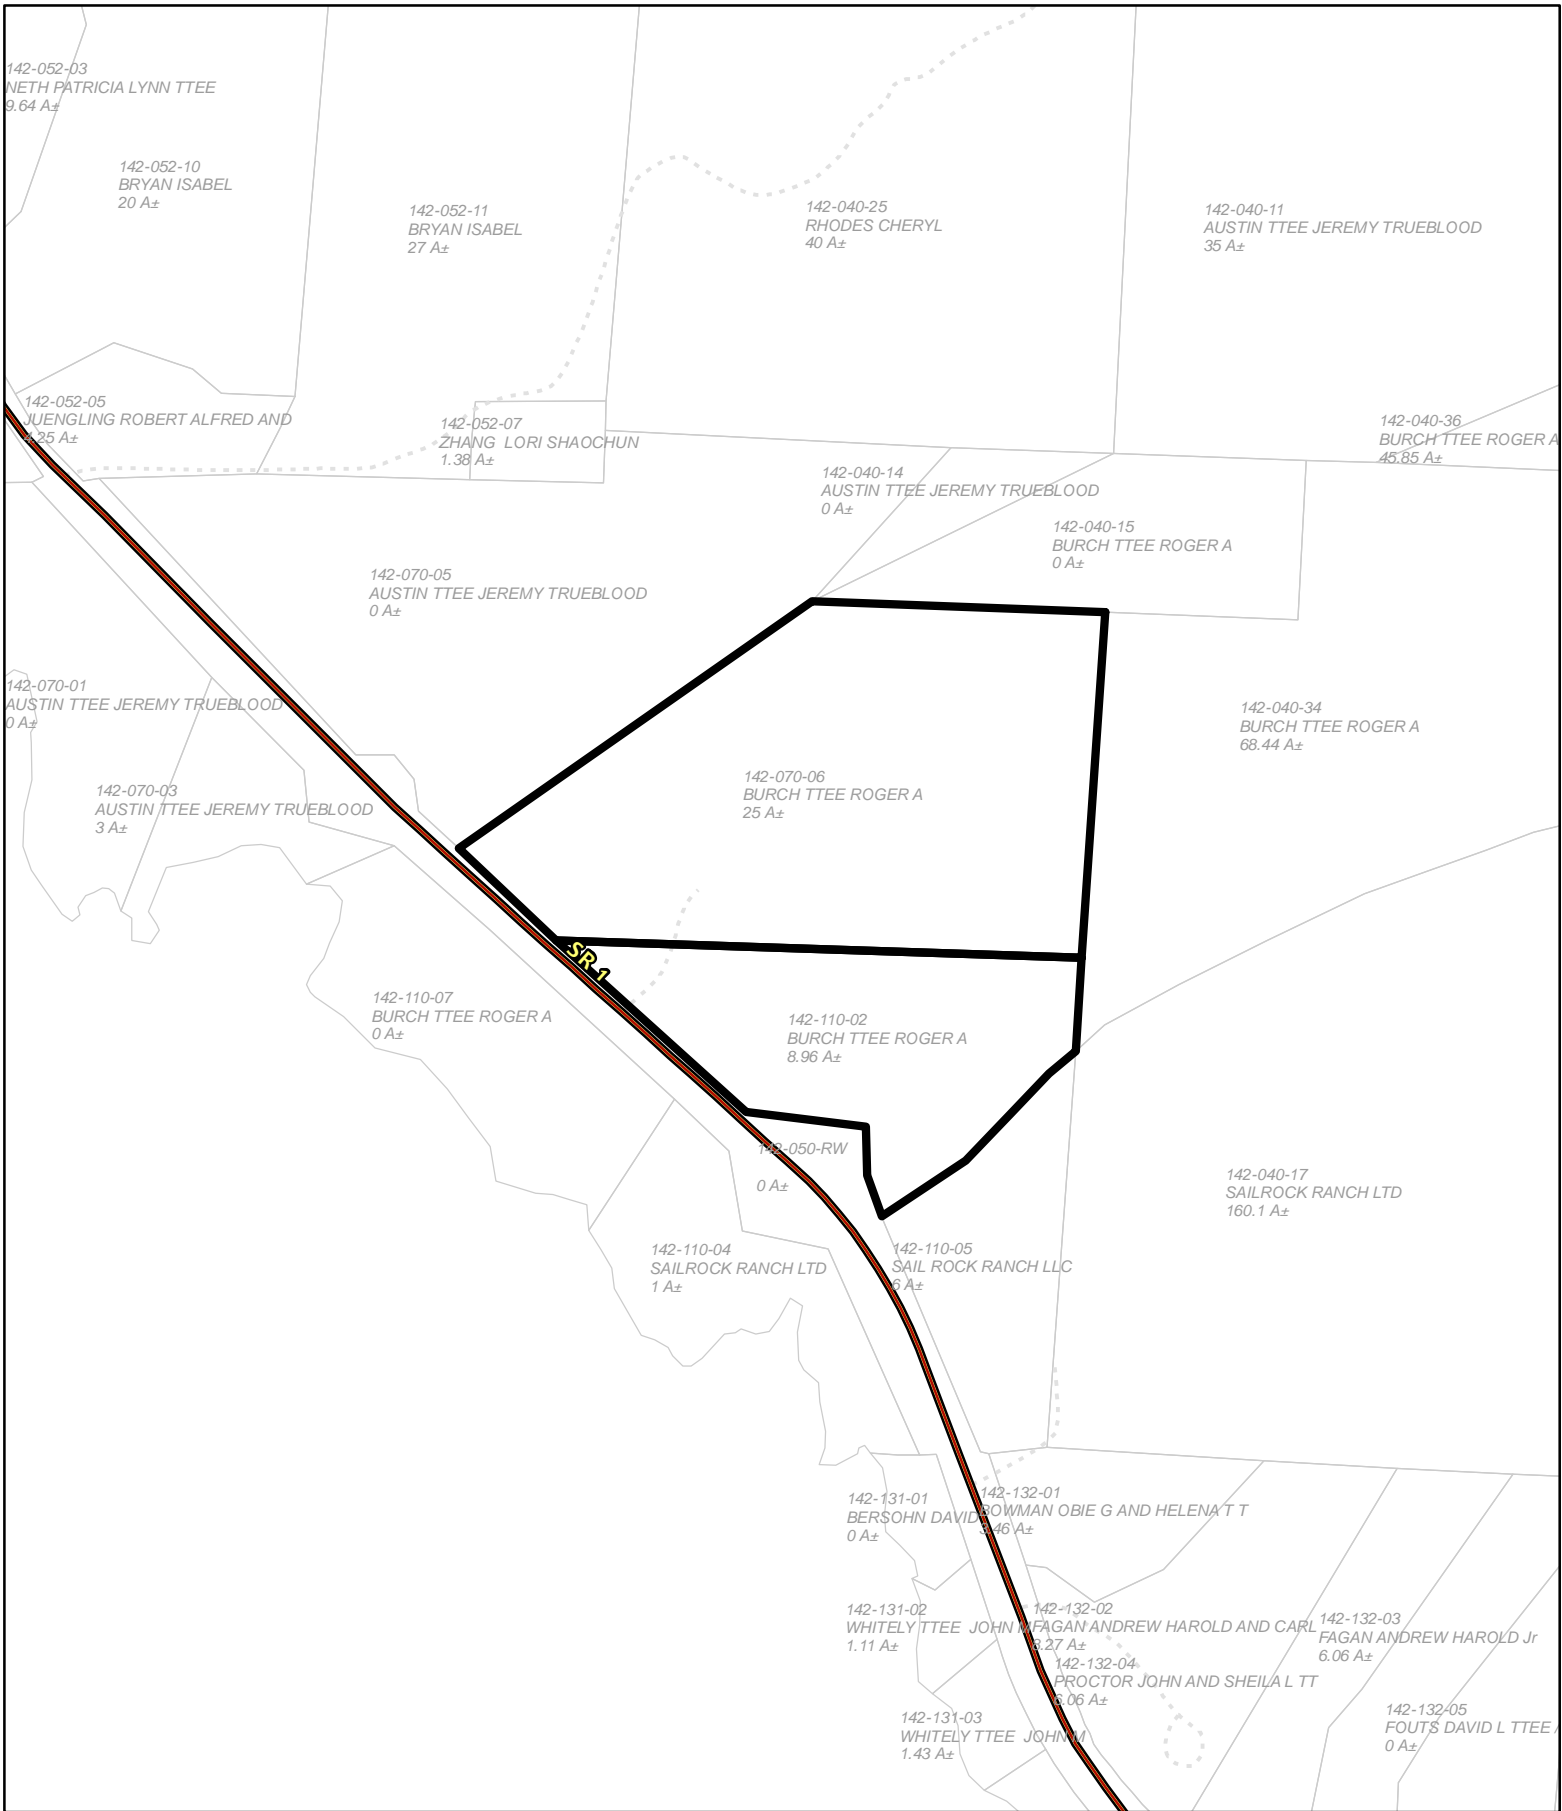 142-052-03
NETH PATRICIA LYNN TTEE
9.64 A±
142-052-10
BRYAN ISABEL
20 A±
142-052-11
BRYAN ISABEL
27 A±
142-040-25
RHODES CHERYL
40 A±
142-040-11
AUSTIN TTEE JEREMY TRUEBLOOD
35 A±
142-052-05
JUENGLING ROBERT ALFRED AND
4.25 A±
142-052-07
ZHANG LORI SHAOCHUN
1.38 A±
142-040-36
BURCH TTEE ROGER A
45.85 A±
142-040-14
AUSTIN TTEE JEREMY TRUEBLOOD
0 A±
142-040-15
BURCH TTEE ROGER A
0 A±
142-070-05
AUSTIN TTEE JEREMY TRUEBLOOD
0 A±
142-070-01
AUSTIN TTEE JEREMY TRUEBLOOD
0 A±
142-040-34
BURCH TTEE ROGER A
68.44 A±
142-070-03
AUSTIN TTEE JEREMY TRUEBLOOD
3 A±
142-070-06
BURCH TTEE ROGER A
25 A±
SR 1
142-110-07
BURCH TTEE ROGER A
0 A±
142-110-02
BURCH TTEE ROGER A
8.96 A±
142-050-RW
0 A±
142-040-17
SAILROCK RANCH LTD
160.1 A±
142-110-04
SAILROCK RANCH LTD
1 A±
142-110-05
SAIL ROCK RANCH LLC
6 A±
142-131-01
BERSOHN DAVID
0 A±
142-132-01
BOWMAN OBIE G AND HELENA T T
3.46 A±
142-131-02
WHITELY TTEE JOHN M
1.11 A±
142-132-02
FAGAN ANDREW HAROLD AND CARL
8.27 A±
142-132-03
FAGAN ANDREW HAROLD Jr
6.06 A±
142-132-04
PROCTOR JOHN AND SHEILA L TT
6.06 A±
142-131-03
WHITELY TTEE JOHN M
1.43 A±
142-132-05
FOUTS DAVID L TTEE
0 A±